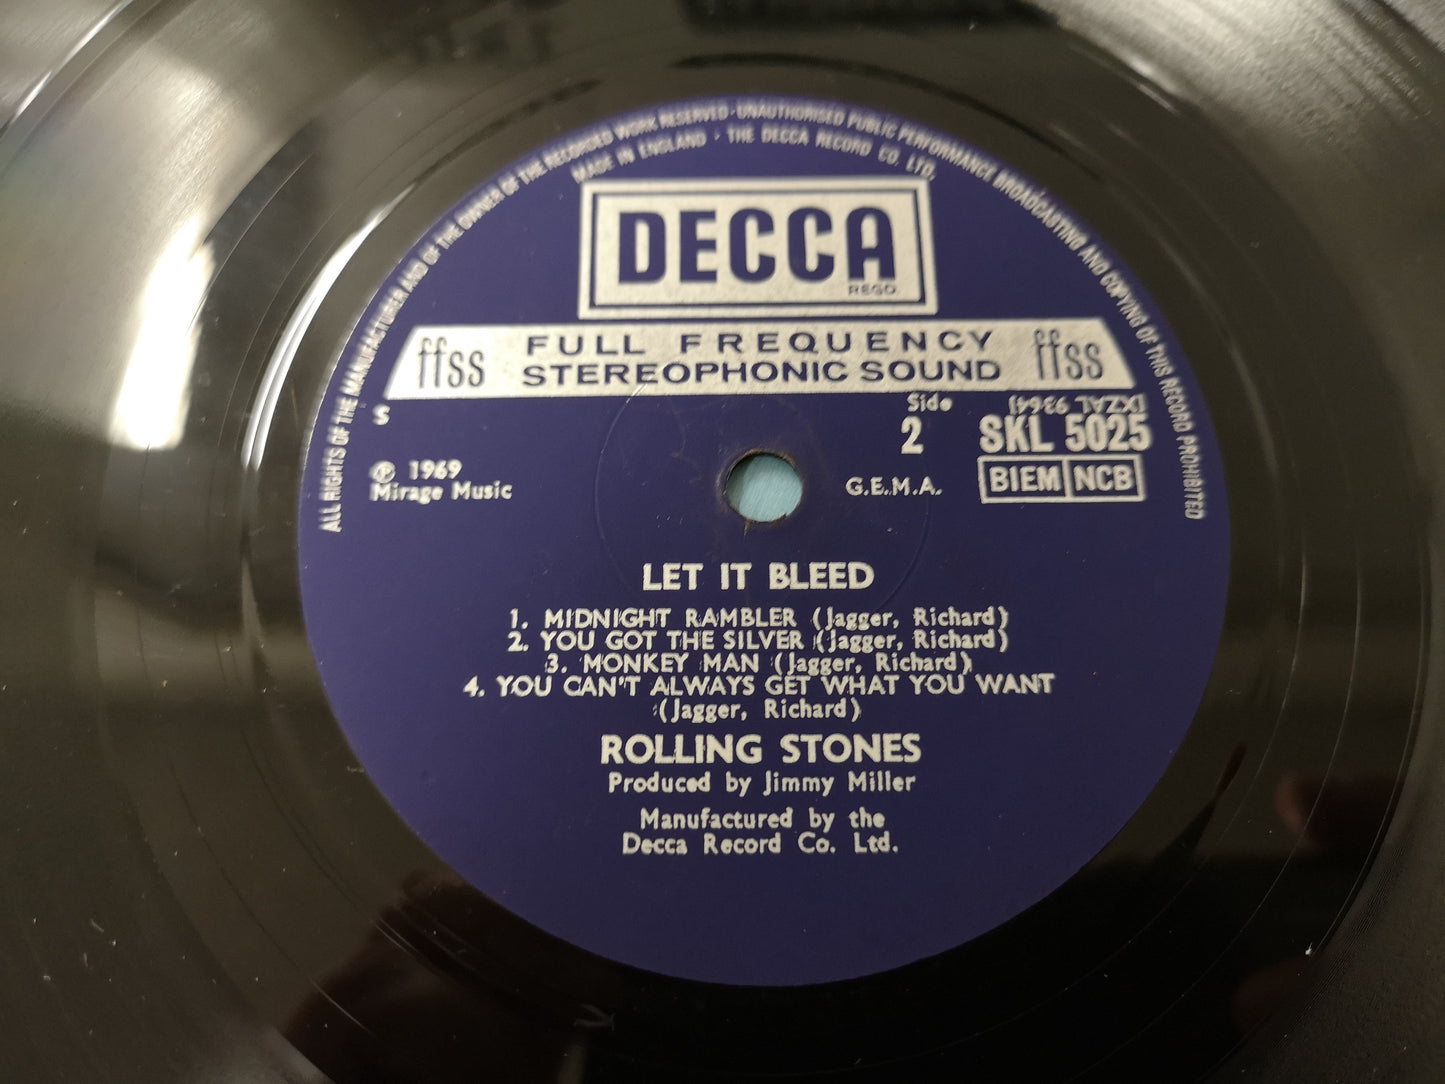 ALL RIGHTS OF THE MANUFACTURER AND OF THE OWNER OF THE RECORDED WORK RESERVED · UNAUTHORISED PUBLIC PERFORMANCE BROADCASTING AND COPYING OF THIS RECORD PROHIBITED
MADE IN ENGLAND · THE DECCA RECORD CO. LTD.
DECCA
REGD.
ffss FULL FREQUENCY ffss
STEREOPHONIC SOUND
S
Side
2
(XZAL 9364)
SKL 5025
BIEM NCB
℗ 1969
Mirage Music
G.E.M.A.
LET IT BLEED
1. MIDNIGHT RAMBLER (Jagger, Richard)
2. YOU GOT THE SILVER (Jagger, Richard)
3. MONKEY MAN (Jagger, Richard)
4. YOU CAN'T ALWAYS GET WHAT YOU WANT
(Jagger, Richard)
ROLLING STONES
Produced by Jimmy Miller
Manufactured by the
Decca Record Co. Ltd.